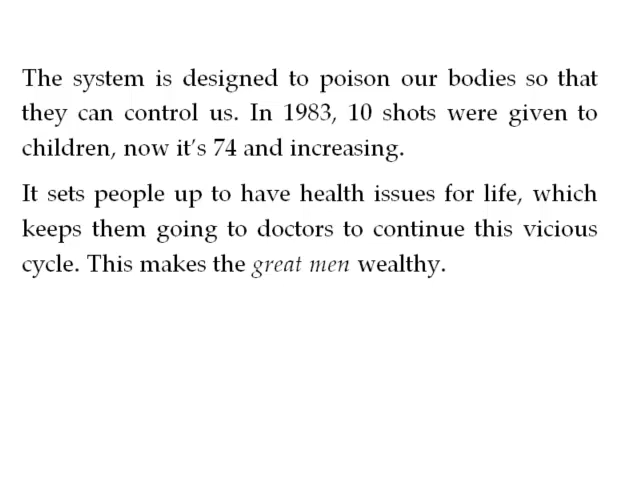 The system is designed to poison our bodies so that
they can control us. In 1983, 10 shots were given to
children, now it’s 74 and increasing.
It sets people up to have health issues for life, which
keeps them going to doctors to continue this vicious
cycle. This makes the great men wealthy.